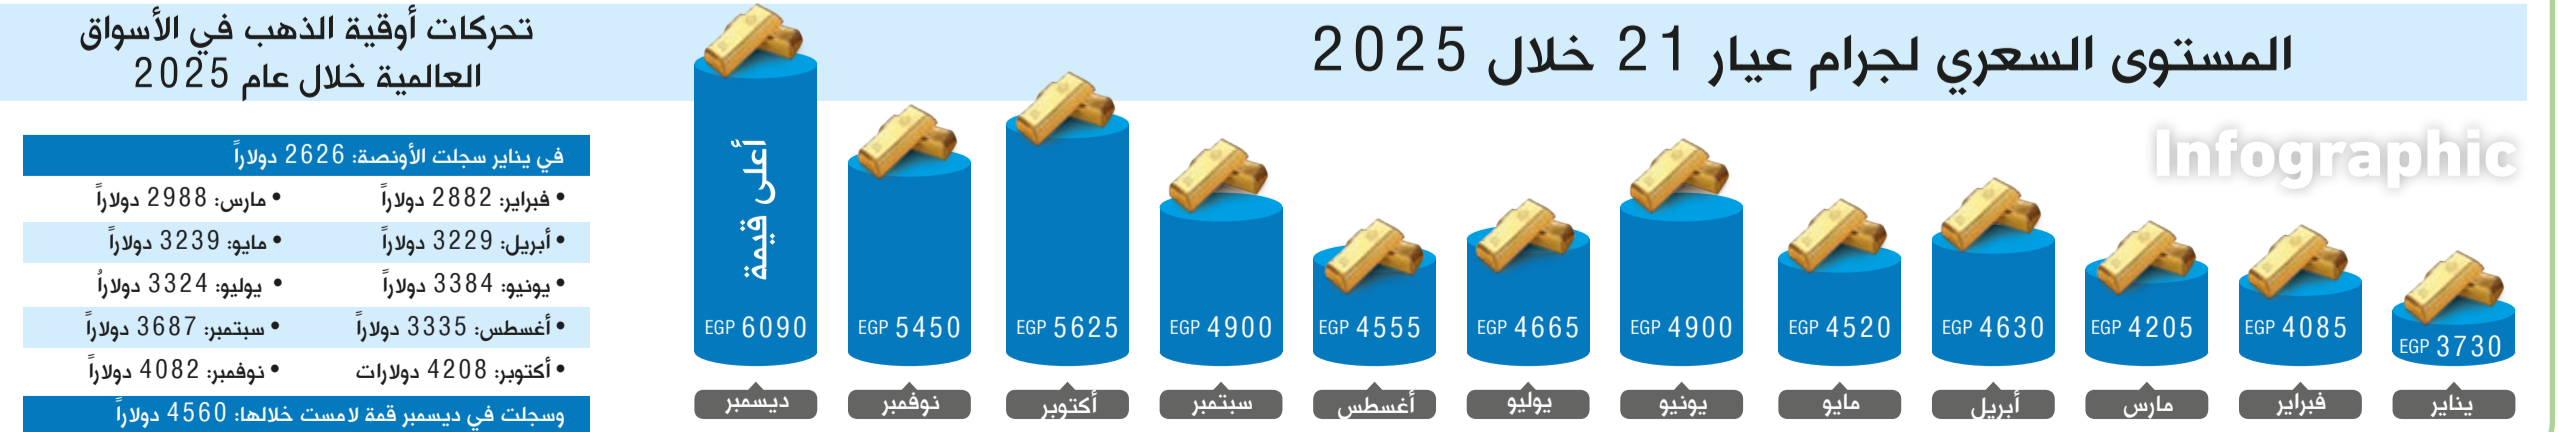 المستوى السعري لجرام عيار 21 خلال 2025
Infographic
أعلى قيمة
EGP 3730
يناير
EGP 4085
فبراير
EGP 4205
مارس
EGP 4630
أبريل
EGP 4520
مايو
EGP 4900
يونيو
EGP 4665
يوليو
EGP 4555
أغسطس
EGP 4900
سبتمبر
EGP 5625
أكتوبر
EGP 5450
نوفمبر
EGP 6090
ديسمبر
تحركات أوقية الذهب في الأسواق
العالمية خلال عام 2025
في يناير سجلت الأونصة: 2626 دولاراً
• فبراير: 2882 دولاراً
• مارس: 2988 دولاراً
• أبريل: 3229 دولاراً
• مايو: 3239 دولاراً
• يونيو: 3384 دولاراً
• يوليو: 3324 دولاراُ
• أغسطس: 3335 دولاراً
• سبتمبر: 3687 دولاراً
• أكتوبر: 4208 دولارات
• نوفمبر: 4082 دولاراً
وسجلت في ديسمبر قمة لامست خلالها: 4560 دولاراً